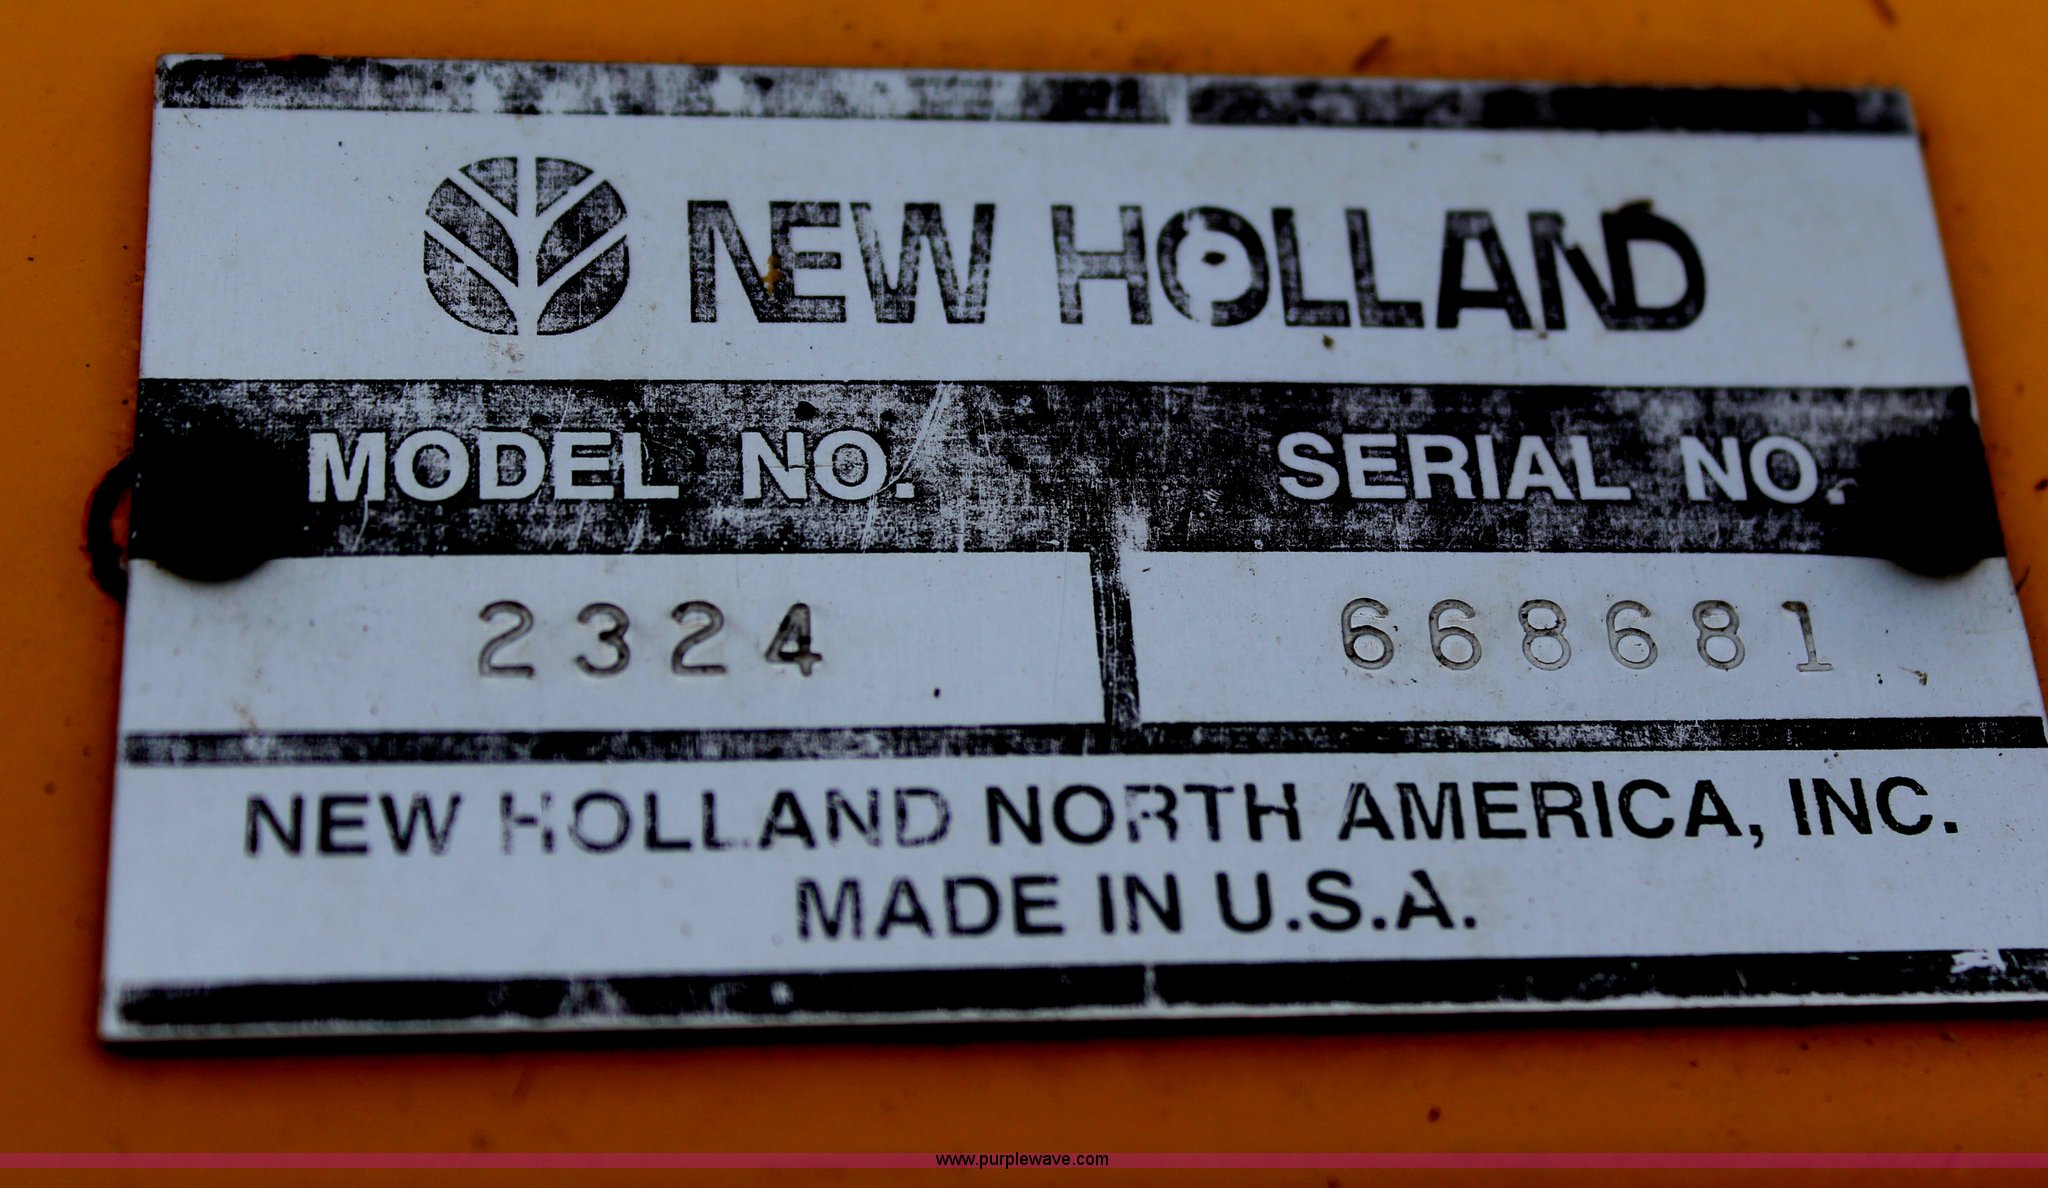 NEW HOLLAND
MODEL NO. SERIAL NO.
2324 668681
NEW HOLLAND NORTH AMERICA, INC.
MADE IN U.S.A.
www.purplewave.com